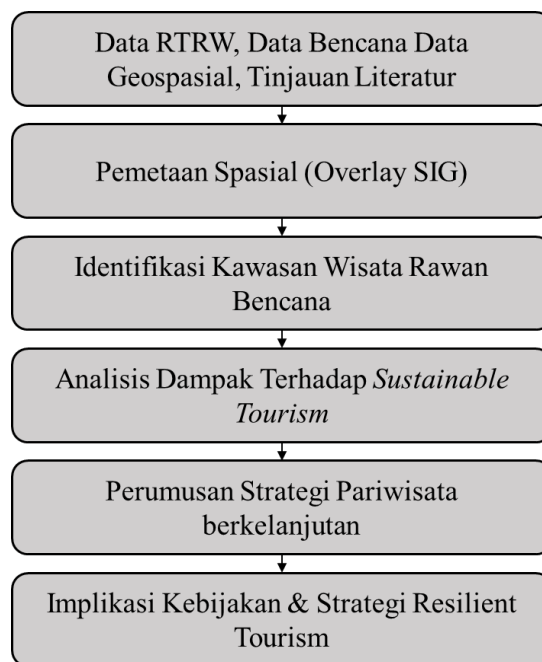 Data RTRW, Data Bencana Data
Geospasial, Tinjauan Literatur
Pemetaan Spasial (Overlay SIG)
Identifikasi Kawasan Wisata Rawan
Bencana
Analisis Dampak Terhadap Sustainable
Tourism
Perumusan Strategi Pariwisata
berkelanjutan
Implikasi Kebijakan & Strategi Resilient
Tourism